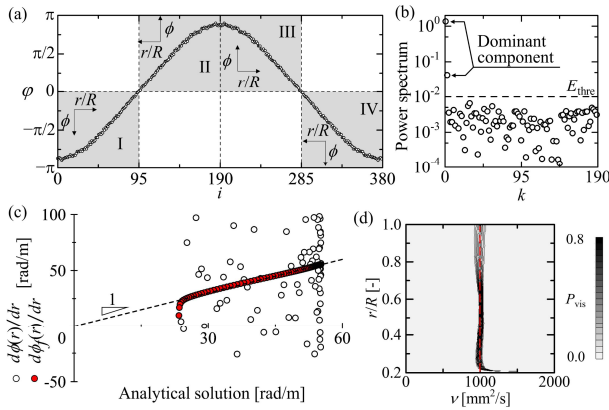 (a)
π
π/2
0
−π/2
−π
φ
0 95 190 285 380
i
ϕ
r/R
I
ϕ
r/R
II
ϕ
r/R
III
IV
r/R
ϕ
(b)
Power spectrum
10⁰
10⁻¹
10⁻²
10⁻³
10⁻⁴
Dominant component
E_thre
0 95 190
k
(c)
100
50
0
-50
[rad/m]
dϕ(r)/dr
dϕ_f(r)/dr
1
30 60
Analytical solution [rad/m]
(d)
1.0
0.8
0.6
0.4
0.2
r/R [-]
0 1000 2000
ν [mm²/s]
0.8
P_vis
0.0